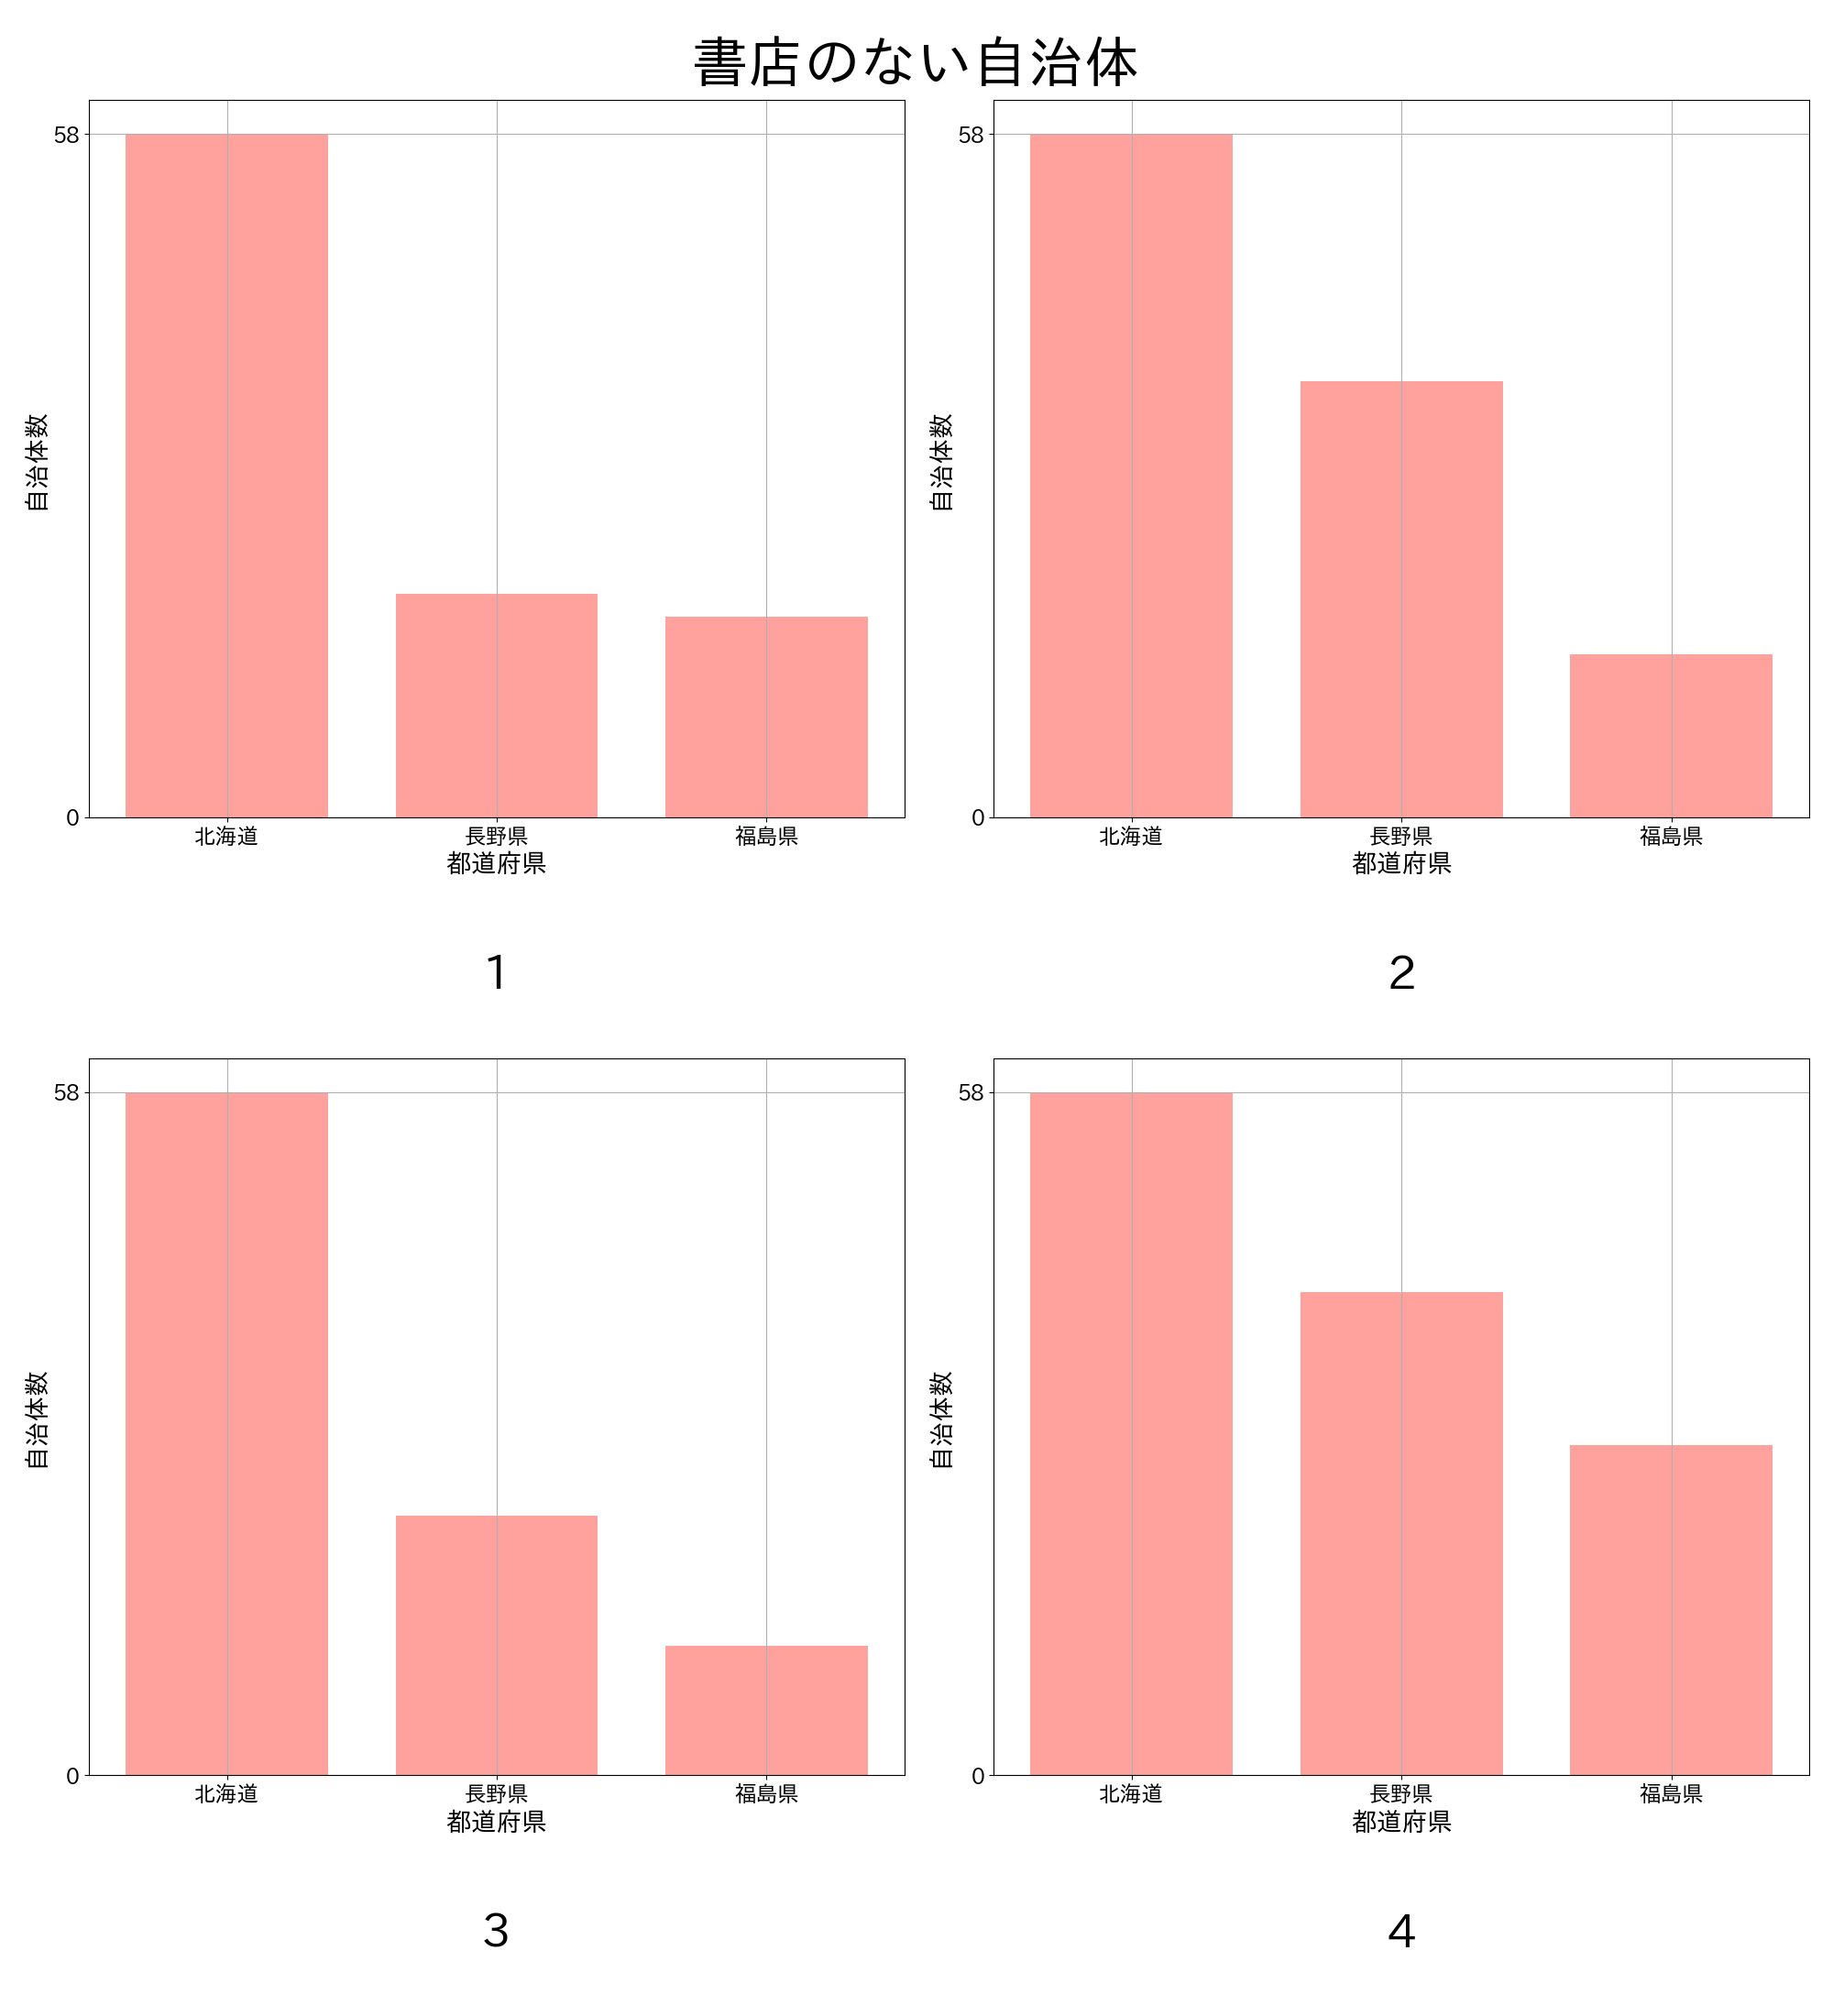 書店のない自治体
58
0
自治体数
北海道 長野県 福島県
都道府県
1
58
0
自治体数
北海道 長野県 福島県
都道府県
2
58
0
自治体数
北海道 長野県 福島県
都道府県
3
58
0
自治体数
北海道 長野県 福島県
都道府県
4